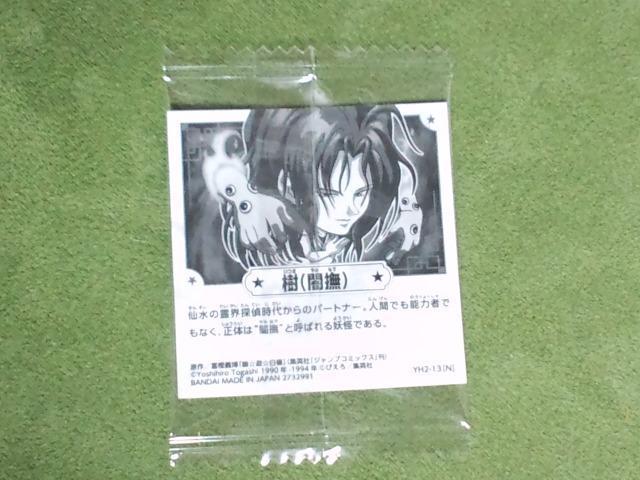 ★ 樹(闇撫) ★
仙水の霊界探偵時代からのパートナー。人間でも能力者で
もなく、正体は“闇撫”と呼ばれる妖怪である。
原作／冨樫義博「幽☆遊☆白書」(集英社「ジャンプコミックス」刊)
©Yoshihiro Togashi 1990年-1994年 ©ぴえろ／集英社
BANDAI MADE IN JAPAN 2732991
YH2-13[N]